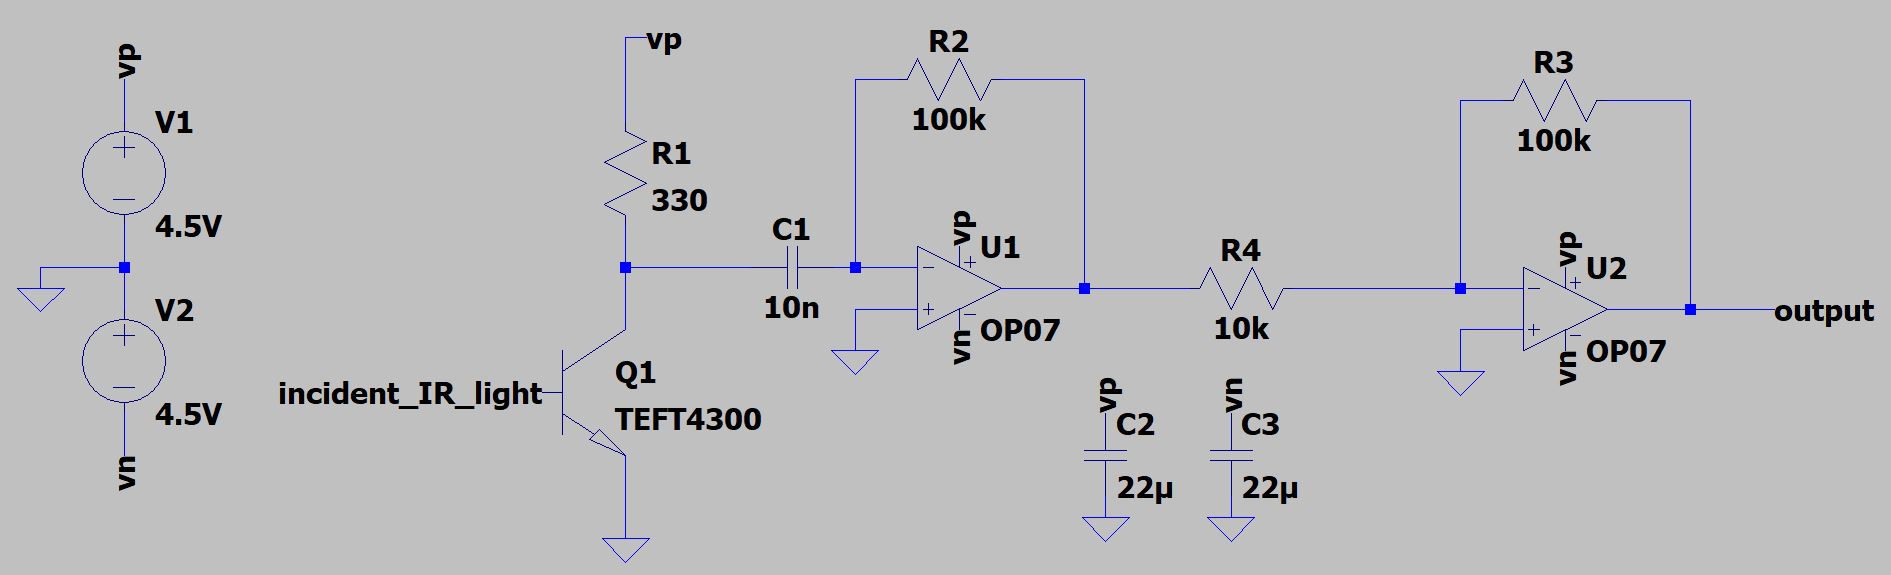 vp
V1
4.5V
V2
4.5V
vn
vp
R1
330
incident_IR_light
Q1
TEFT4300
C1
10n
R2
100k
vp
U1
vn
OP07
R4
10k
vp
C2
22µ
vn
C3
22µ
R3
100k
vp
U2
vn
OP07
output